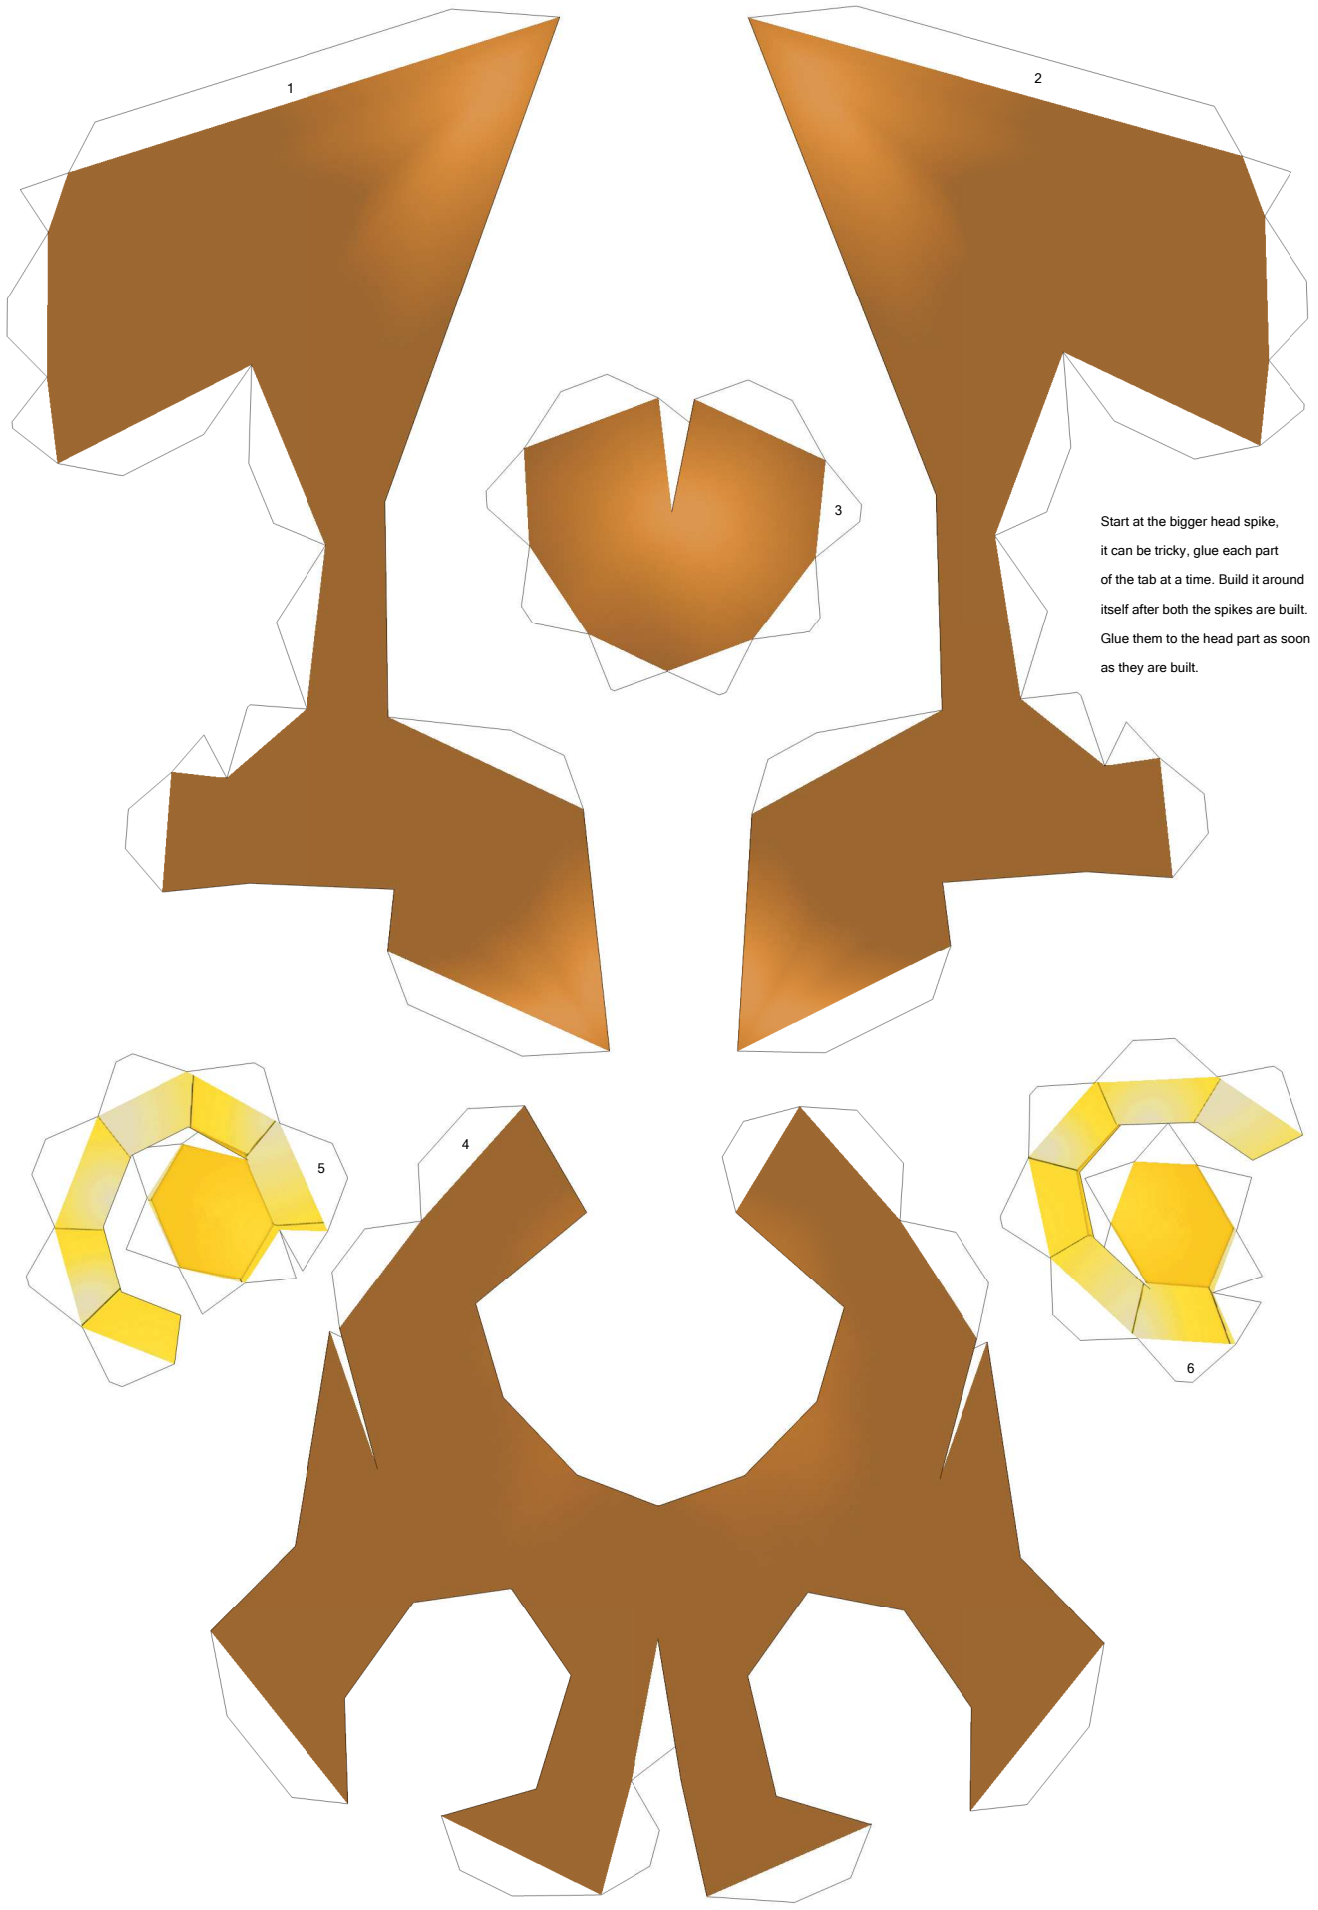 1
2
3
Start at the bigger head spike,
it can be tricky, glue each part
of the tab at a time. Build it around
itself after both the spikes are built.
Glue them to the head part as soon
as they are built.
4
5
6